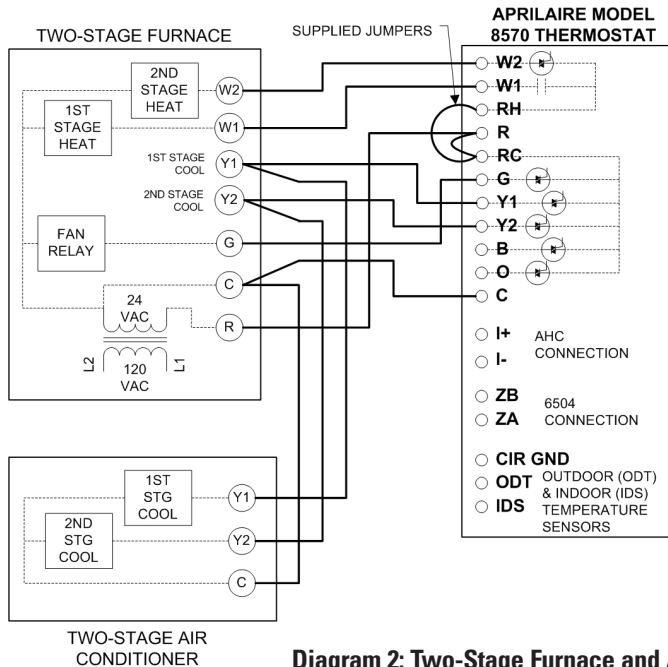 TWO-STAGE FURNACE
SUPPLIED JUMPERS
APRILAIRE MODEL
8570 THERMOSTAT
2ND
STAGE
HEAT
1ST
STAGE
HEAT
W2
W1
1ST STAGE
COOL
Y1
2ND STAGE
COOL
Y2
FAN
RELAY
G
C
24
VAC
R
L2
L1
120
VAC
W2
W1
RH
R
RC
G
Y1
Y2
B
O
C
I+
I-
AHC
CONNECTION
ZB
ZA
6504
CONNECTION
CIR GND
ODT
IDS
OUTDOOR (ODT)
& INDOOR (IDS)
TEMPERATURE
SENSORS
1ST
STG
COOL
2ND
STG
COOL
Y1
Y2
C
TWO-STAGE AIR
CONDITIONER
Diagram 2: Two-Stage Furnace and